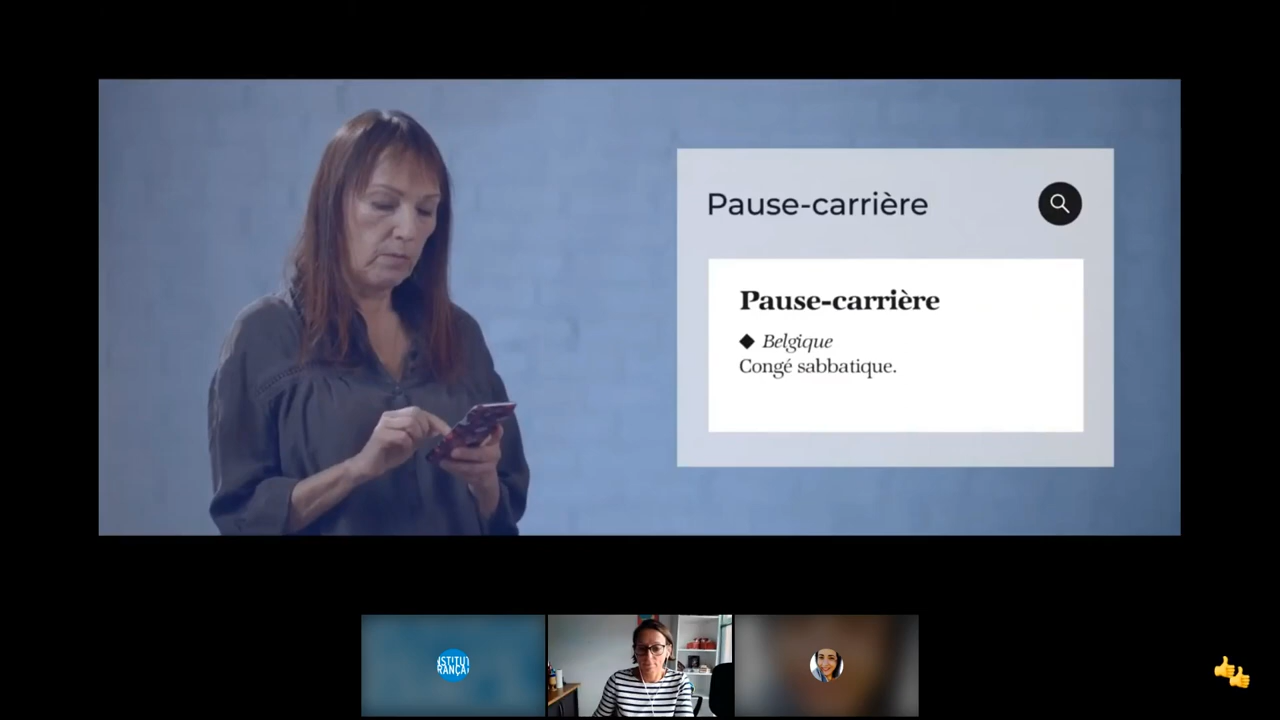 Pause-carrière
Pause-carrière
◆ Belgique
Congé sabbatique.